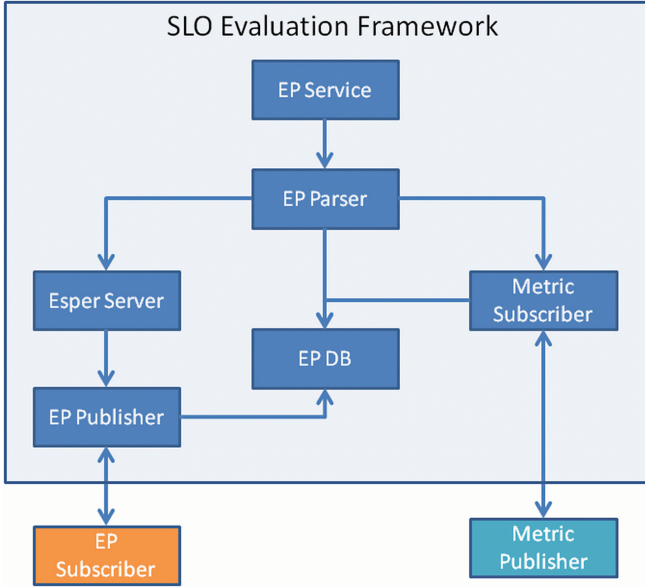 SLO Evaluation Framework
EP Service
EP Parser
Esper Server
Metric
Subscriber
EP DB
EP Publisher
EP
Subscriber
Metric
Publisher